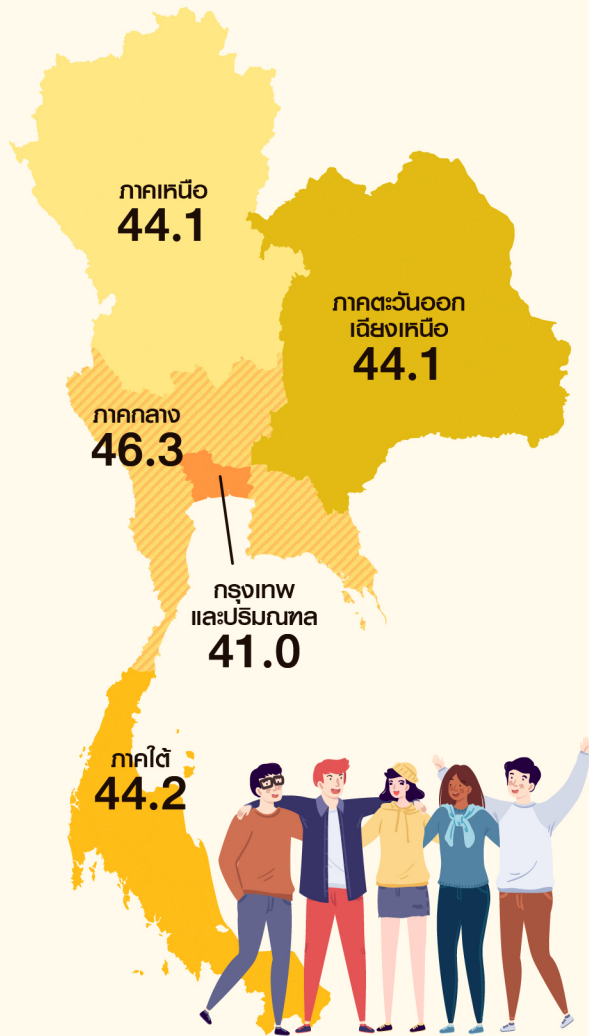 ภาคเหนือ
44.1
ภาคตะวันออก
เฉียงเหนือ
44.1
ภาคกลาง
46.3
กรุงเทพ
และปริมณฑล
41.0
ภาคใต้
44.2